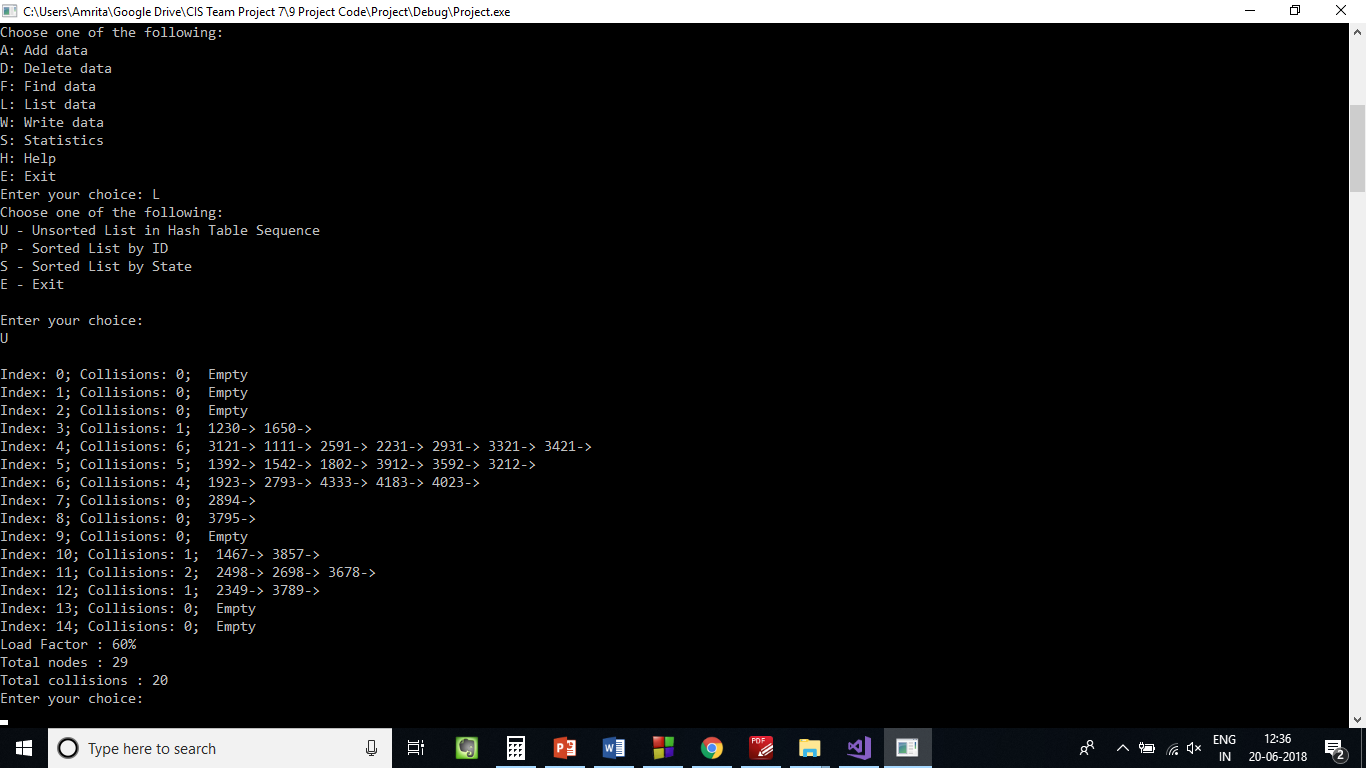 C:\Users\Amrita\Google Drive\CIS Team Project 7\9 Project Code\Project\Debug\Project.exe
Choose one of the following:
A: Add data
D: Delete data
F: Find data
L: List data
W: Write data
S: Statistics
H: Help
E: Exit
Enter your choice: L
Choose one of the following:
U - Unsorted List in Hash Table Sequence
P - Sorted List by ID
S - Sorted List by State
E - Exit
Enter your choice:
U
Index: 0; Collisions: 0;  Empty
Index: 1; Collisions: 0;  Empty
Index: 2; Collisions: 0;  Empty
Index: 3; Collisions: 1;  1230-> 1650->
Index: 4; Collisions: 6;  3121-> 1111-> 2591-> 2231-> 2931-> 3321-> 3421->
Index: 5; Collisions: 5;  1392-> 1542-> 1802-> 3912-> 3592-> 3212->
Index: 6; Collisions: 4;  1923-> 2793-> 4333-> 4183-> 4023->
Index: 7; Collisions: 0;  2894->
Index: 8; Collisions: 0;  3795->
Index: 9; Collisions: 0;  Empty
Index: 10; Collisions: 1;  1467-> 3857->
Index: 11; Collisions: 2;  2498-> 2698-> 3678->
Index: 12; Collisions: 1;  2349-> 3789->
Index: 13; Collisions: 0;  Empty
Index: 14; Collisions: 0;  Empty
Load Factor : 60%
Total nodes : 29
Total collisions : 20
Enter your choice:
Type here to search
PDF
ENG
IN
12:36
20-06-2018
2